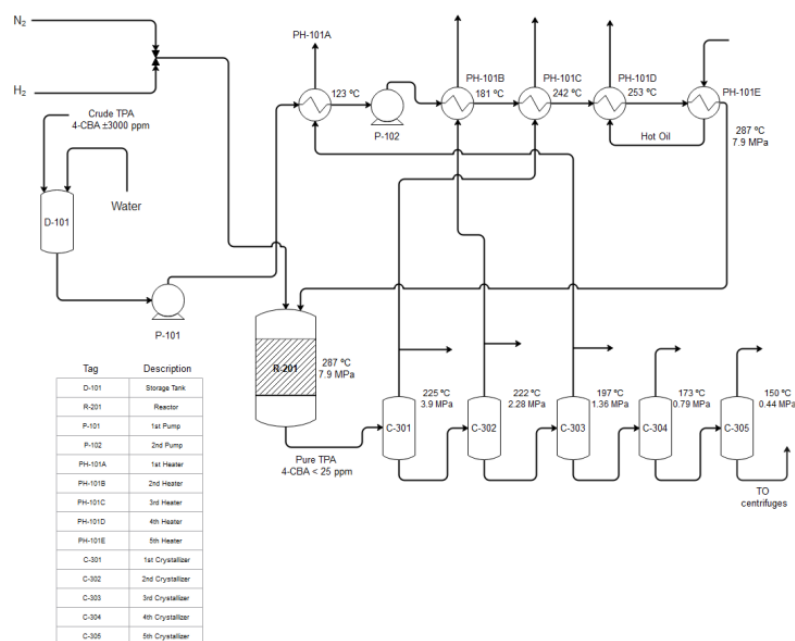 N₂
H₂
Crude TPA
4-CBA ±3000 ppm
Water
D-101
P-101
PH-101A
123 ºC
P-102
PH-101B
181 ºC
PH-101C
242 ºC
PH-101D
253 ºC
PH-101E
Hot Oil
287 ºC
7.9 MPa
R-201
287 ºC
7.9 MPa
Pure TPA
4-CBA < 25 ppm
C-301
225 ºC
3.9 MPa
C-302
222 ºC
2.28 MPa
C-303
197 ºC
1.36 MPa
C-304
173 ºC
0.79 MPa
C-305
150 ºC
0.44 MPa
TO
centrifuges
Tag Description
D-101 Storage Tank
R-201 Reactor
P-101 1st Pump
P-102 2nd Pump
PH-101A 1st Heater
PH-101B 2nd Heater
PH-101C 3rd Heater
PH-101D 4th Heater
PH-101E 5th Heater
C-301 1st Crystallizer
C-302 2nd Crystallizer
C-303 3rd Crystallizer
C-304 4th Crystallizer
C-305 5th Crystallizer